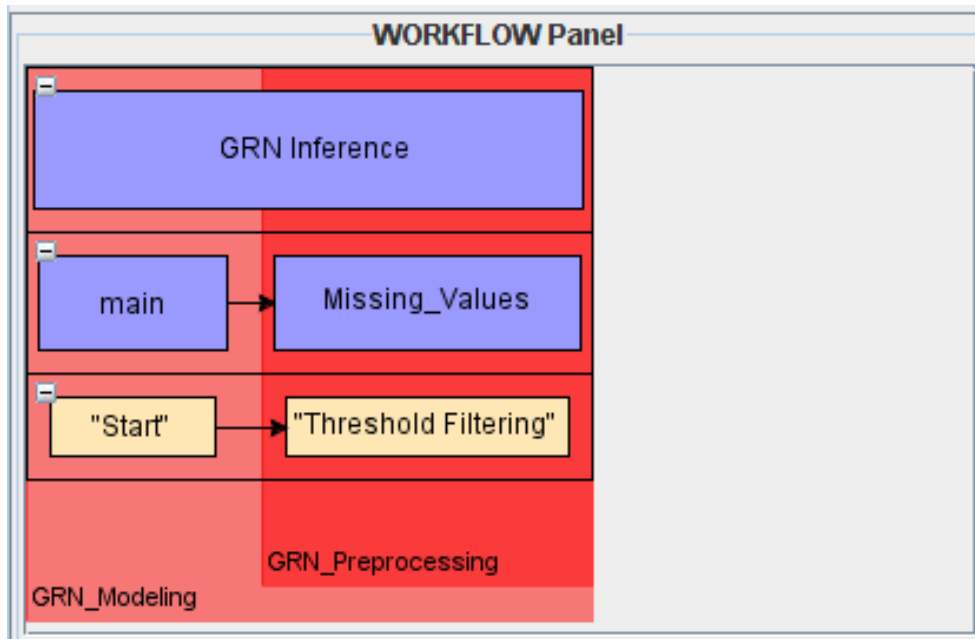 WORKFLOW Panel
GRN Inference
main
Missing_Values
"Start"
"Threshold Filtering"
GRN_Preprocessing
GRN_Modeling